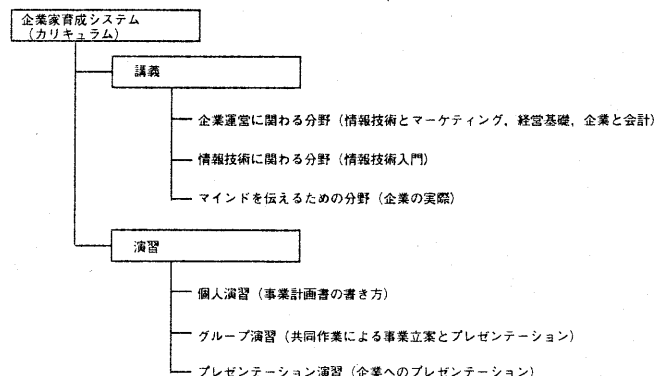 企業家育成システム
(カリキュラム)
講義
企業運営に関わる分野(情報技術とマーケティング,経営基礎,企業と会計)
情報技術に関わる分野(情報技術入門)
マインドを伝えるための分野(企業の実際)
演習
個人演習(事業計画書の書き方)
グループ演習(共同作業による事業立案とプレゼンテーション)
プレゼンテーション演習(企業へのプレゼンテーション)